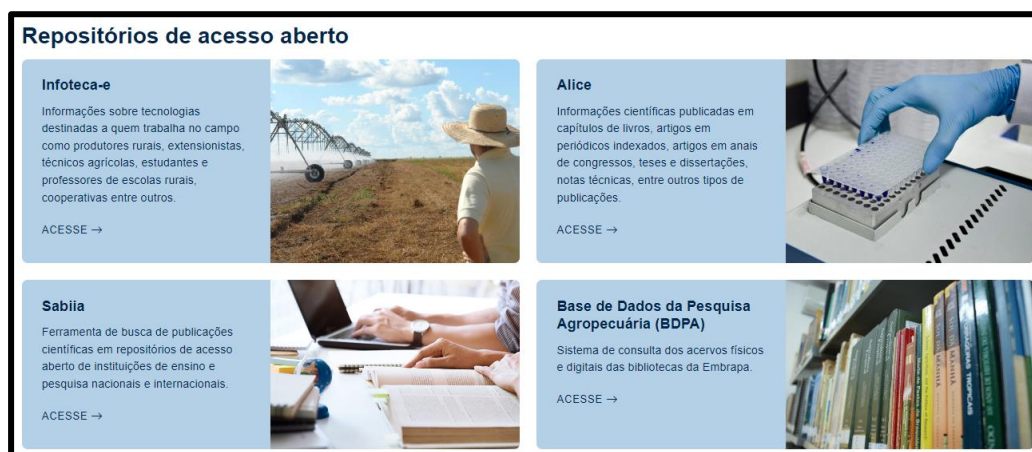 Repositórios de acesso aberto
Infoteca-e
Informações sobre tecnologias
destinadas a quem trabalha no campo
como produtores rurais, extensionistas,
técnicos agrícolas, estudantes e
professores de escolas rurais,
cooperativas entre outros.
ACESSE →
Alice
Informações científicas publicadas em
capítulos de livros, artigos em
periódicos indexados, artigos em anais
de congressos, teses e dissertações,
notas técnicas, entre outros tipos de
publicações.
ACESSE →
Sabiia
Ferramenta de busca de publicações
científicas em repositórios de acesso
aberto de instituições de ensino e
pesquisa nacionais e internacionais.
ACESSE →
Base de Dados da Pesquisa
Agropecuária (BDPA)
Sistema de consulta dos acervos físicos
e digitais das bibliotecas da Embrapa.
ACESSE →